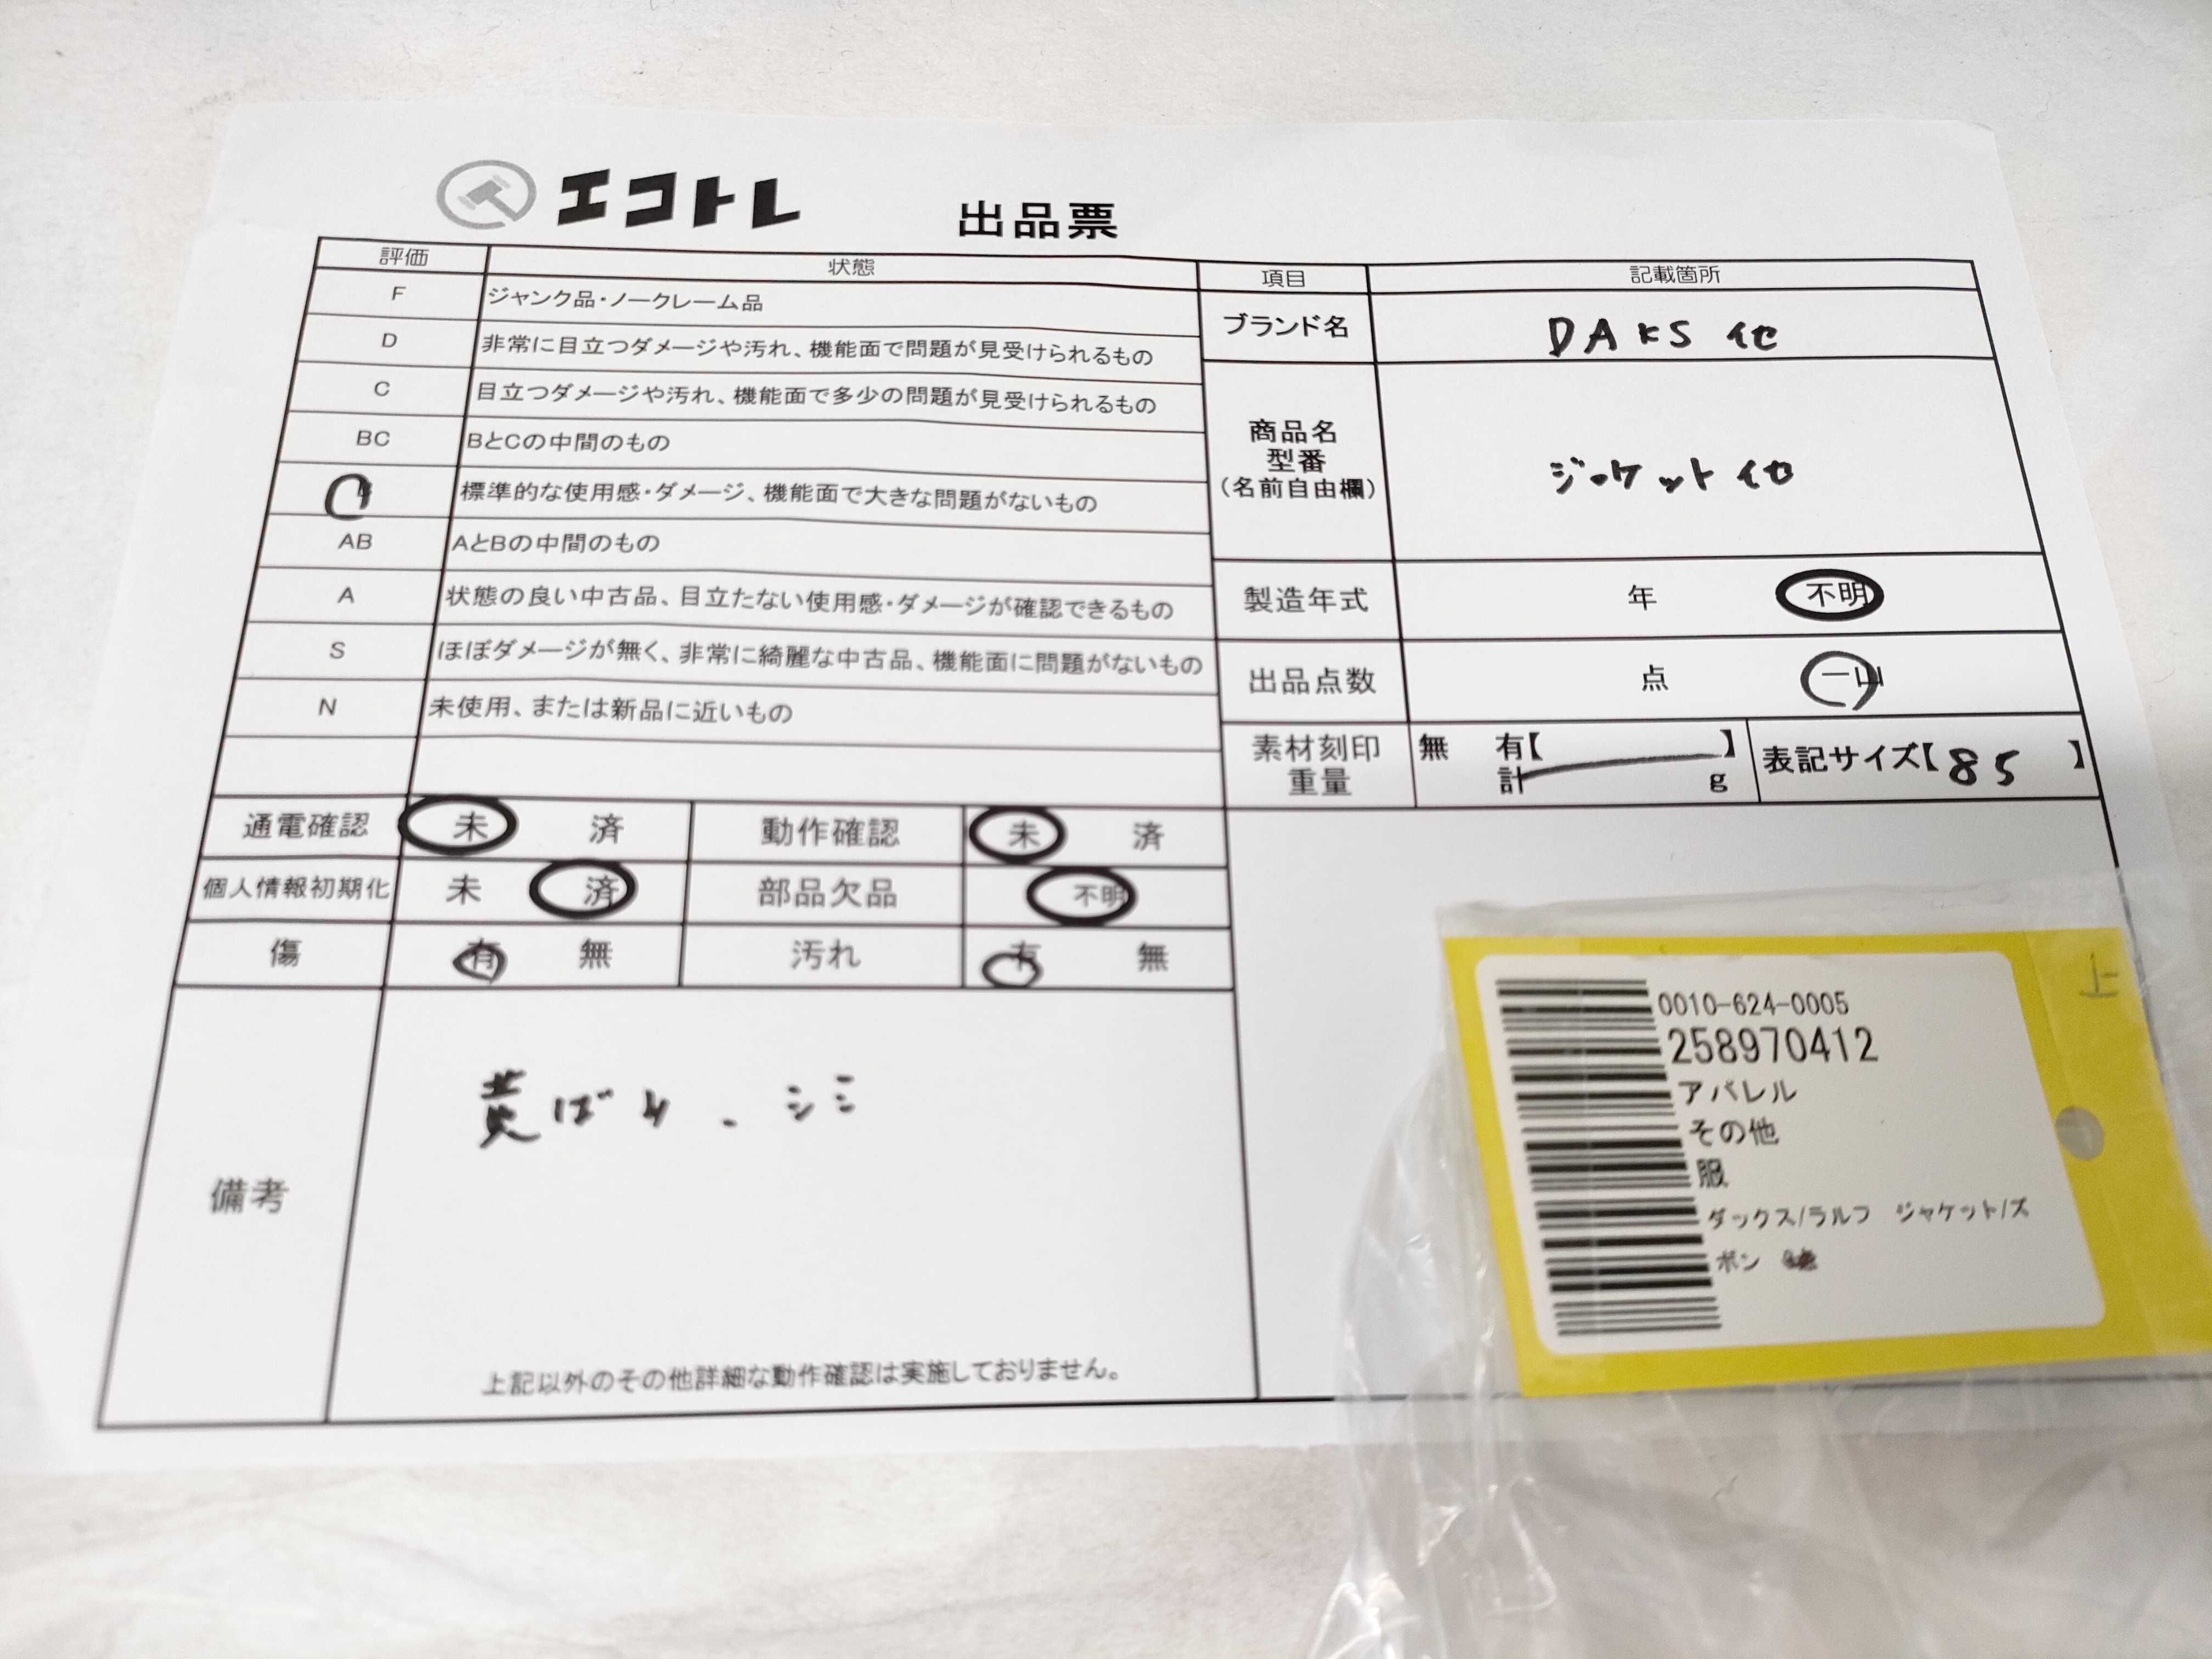 エコトレ 出品票
評価 状態
F ジャンク品・ノークレーム品
D 非常に目立つダメージや汚れ、機能面で問題が見受けられるもの
C 目立つダメージや汚れ、機能面で多少の問題が見受けられるもの
BC BとCの中間のもの
標準的な使用感・ダメージ、機能面で大きな問題がないもの
AB AとBの中間のもの
A 状態の良い中古品、目立たない使用感・ダメージが確認できるもの
S ほぼダメージが無く、非常に綺麗な中古品、機能面に問題がないもの
N 未使用、または新品に近いもの
項目 記載箇所
ブランド名 DAKS 他
商品名
型番
(名前自由欄)
ジャケット他
製造年式 年 不明
出品点数 点 一山
素材刻印 無 有【 】
重量 計 g
表記サイズ【85 】
通電確認 未 済 動作確認 未 済
個人情報初期化 未 済 部品欠品 不明
傷 有 無 汚れ 有 無
備考
黄ばみ、シミ
上記以外のその他詳細な動作確認は実施しておりません。
上
0010-624-0005
258970412
アパレル
その他
服
ダックス/ラルフ ジャケット/ズ
ボン